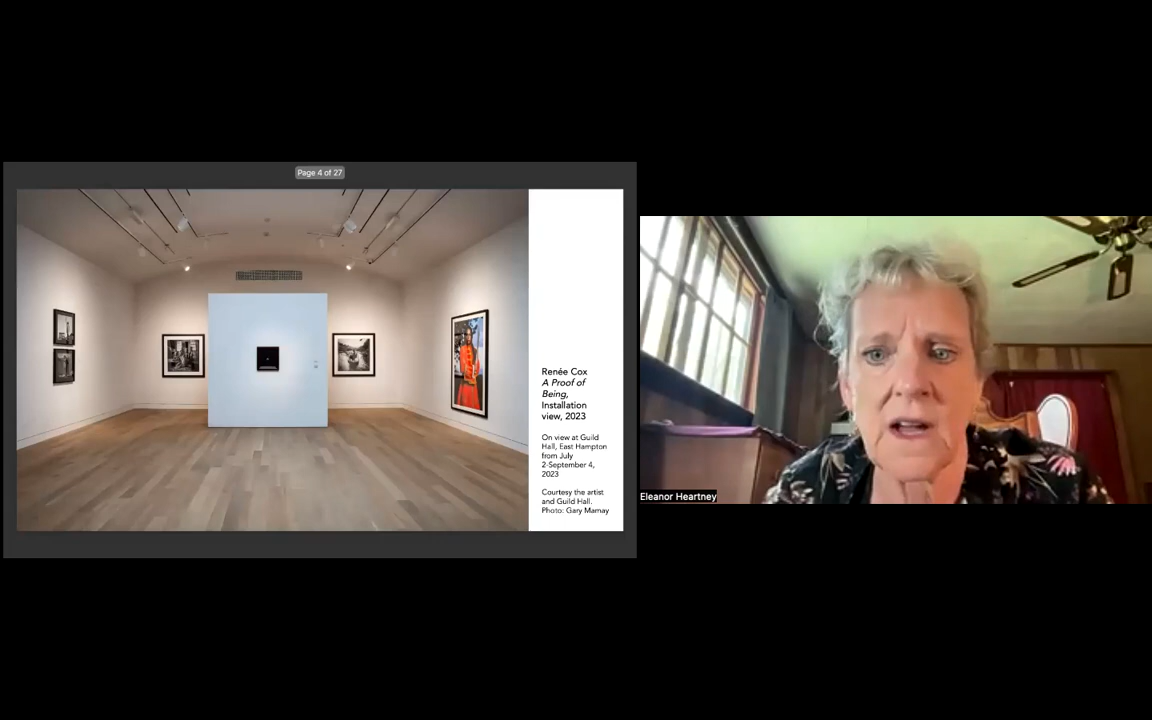 Page 4 of 27
Renée Cox
A Proof of
Being,
Installation
view, 2023
On view at Guild
Hall, East Hampton
from July
2-September 4,
2023
Courtesy the artist
and Guild Hall.
Photo: Gary Mamay
Eleanor Heartney